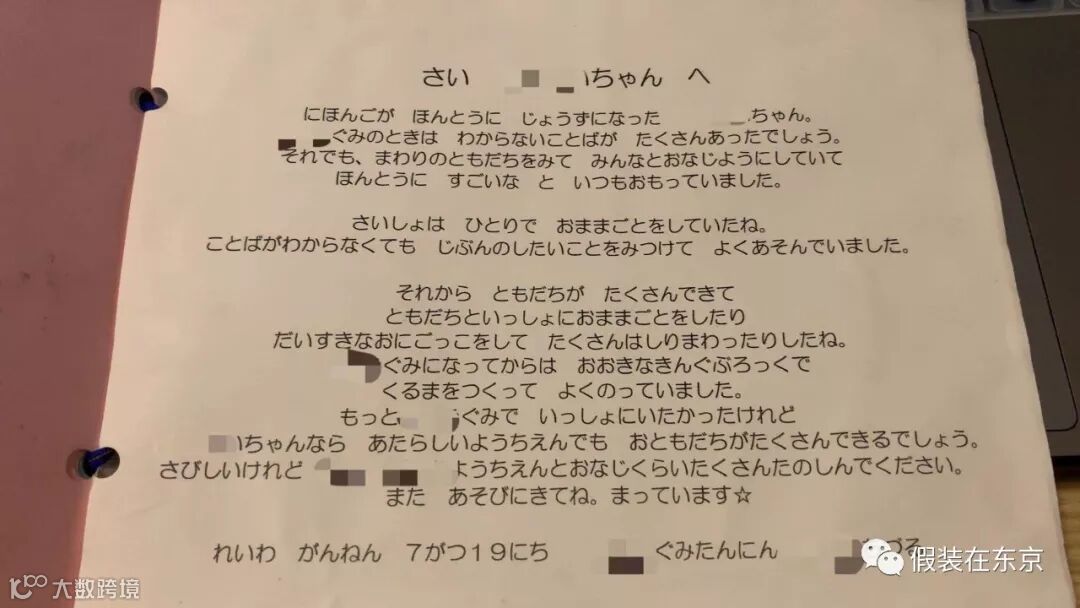 さい いちゃん へ
にほんごが ほんとうに じょうずになった ちゃん。
ぐみのときは わからないことばが たくさんあったでしょう。
それでも、まわりのともだちをみて みんなとおなじようにしていて
ほんとうに すごいな と いつもおもっていました。
さいしょは ひとりで おままごとをしていたね。
ことばがわからなくても じぶんのしたいことをみつけて よくあそんでいました。
それから ともだちが たくさんできて
ともだちといっしょにおままごとをしたり
だいすきなおにごっこをして たくさんはしりまわったりしたね。
ぐみになってからは おおきなきんぐぶろっくで
くるまをつくって よくのっていました。
もっと ぐみで いっしょにいたかったけれど
いちゃんなら あたらしいようちえんでも おともだちがたくさんできるでしょう。
さびしいけれど ようちえんとおなじくらいたくさんたのしんでください。
また あそびにきてね。まっています☆
れいわ がんねん 7がつ19にち ぐみたんにん
假装在东京
大数跨境